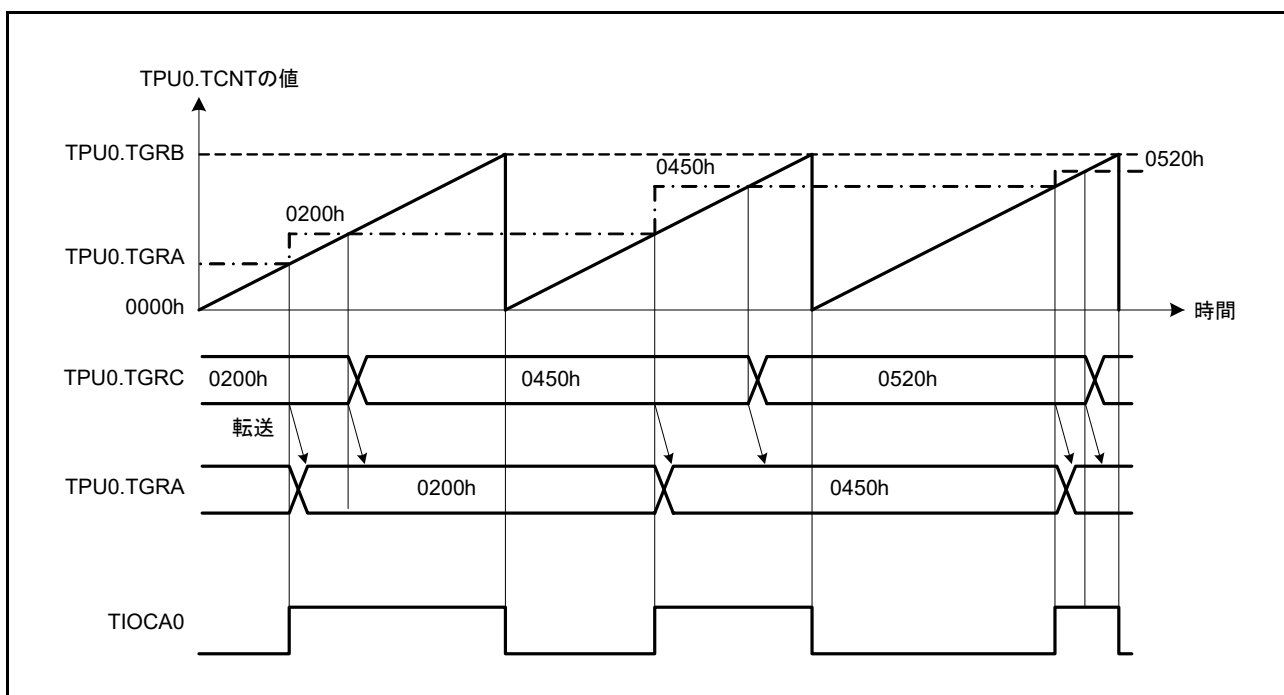 TPU0.TCNTの値
TPU0.TGRB
0450h
0520h
0200h
TPU0.TGRA
0000h
時間
TPU0.TGRC
0200h
0450h
0520h
転送
TPU0.TGRA
0200h
0450h
TIOCA0